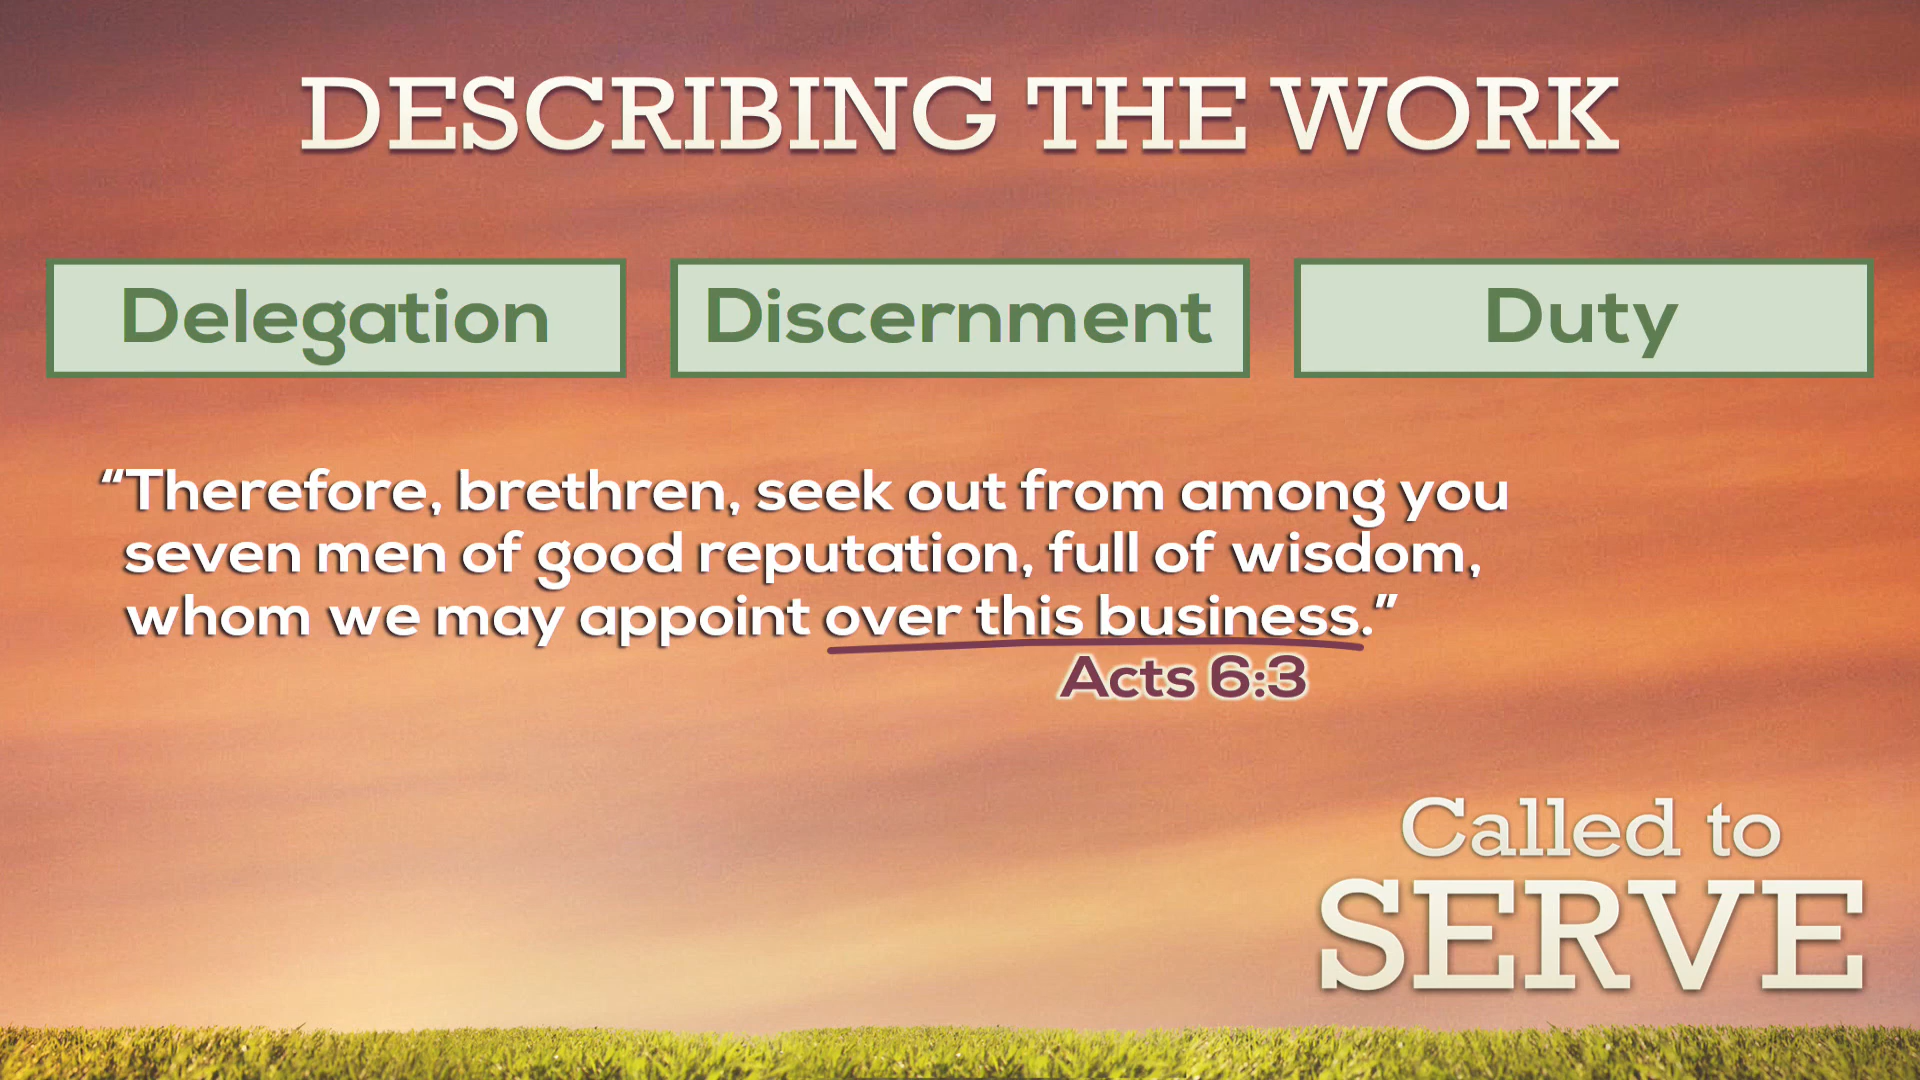 DESCRIBING THE WORK
Delegation
Discernment
Duty
“Therefore, brethren, seek out from among you
seven men of good reputation, full of wisdom,
whom we may appoint over this business.”
Acts 6:3
Called to
SERVE